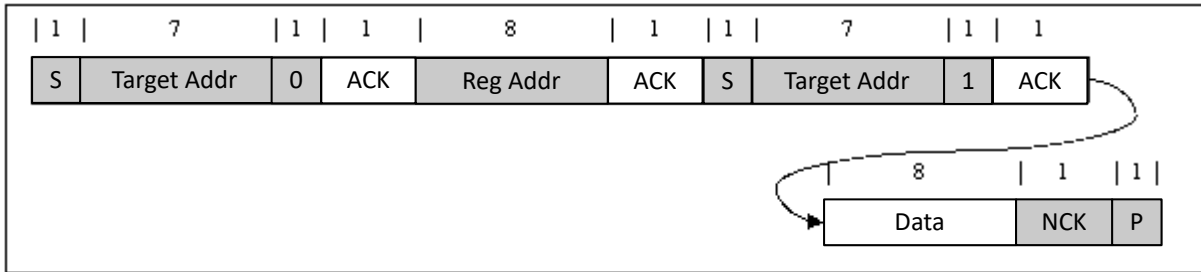 | 1 | 7 | 1 | 1 | 8 | 1 | 1 | 7 | 1 | 1
S Target Addr 0 ACK Reg Addr ACK S Target Addr 1 ACK
| 8 | 1 | 1 |
Data NCK P